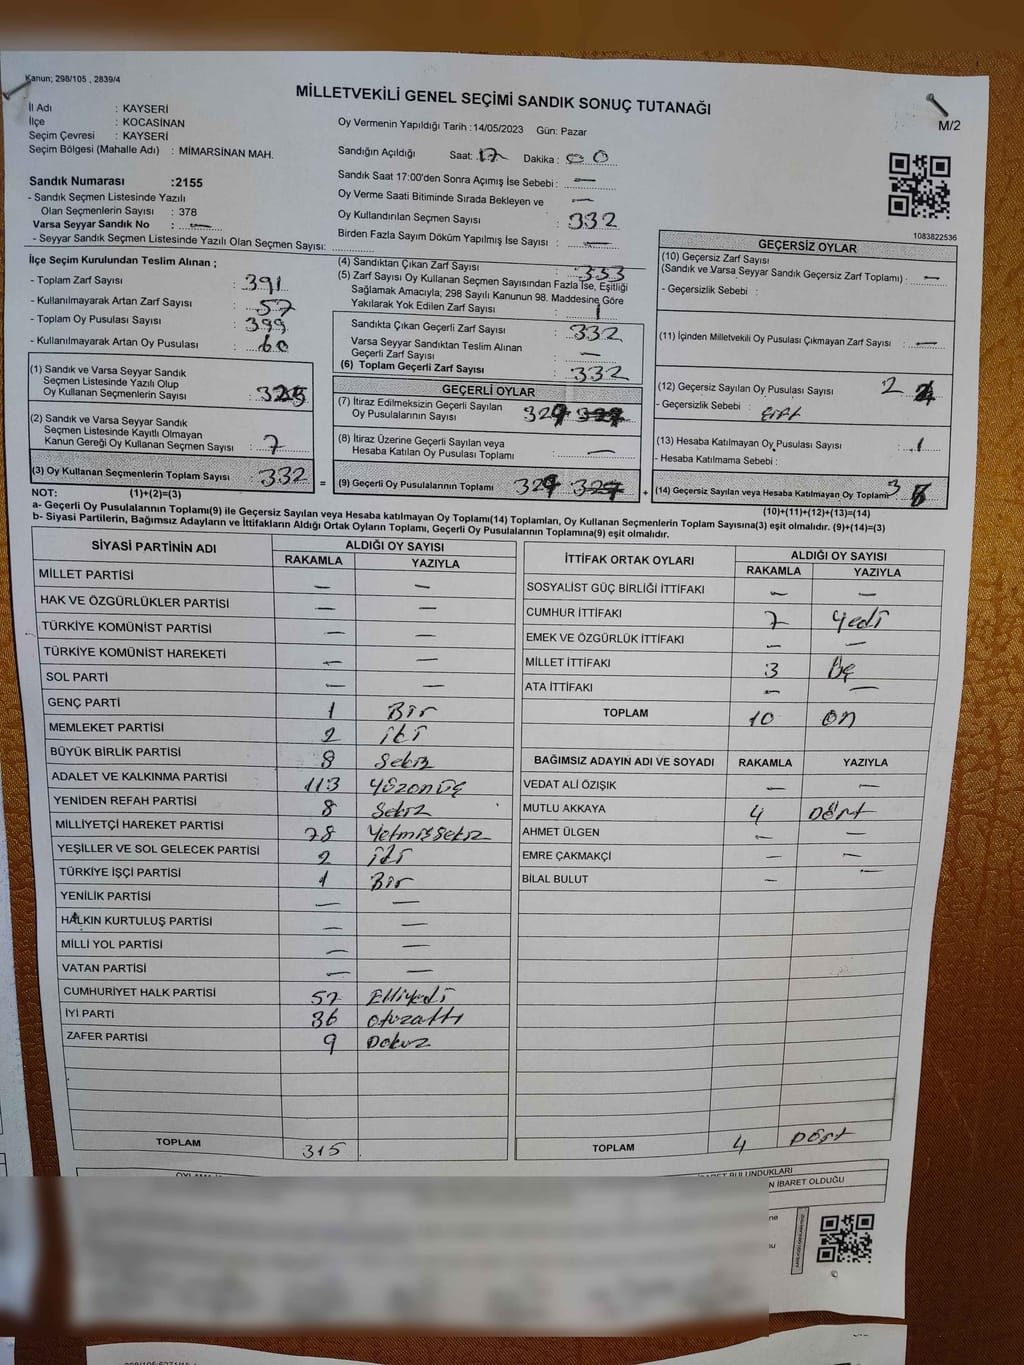 Kanun; 298/105 , 2839/4
MİLLETVEKİLİ GENEL SEÇİMİ SANDIK SONUÇ TUTANAĞI
M/2
İl Adı : KAYSERİ
İlçe : KOCASİNAN
Seçim Çevresi : KAYSERİ
Seçim Bölgesi (Mahalle Adı) : MİMARSİNAN MAH.
Sandık Numarası :2155
- Sandık Seçmen Listesinde Yazılı
Olan Seçmenlerin Sayısı : 378
Varsa Seyyar Sandık No : —
- Seyyar Sandık Seçmen Listesinde Yazılı Olan Seçmen Sayısı:
Oy Vermenin Yapıldığı Tarih :14/05/2023 Gün: Pazar
Sandığın Açıldığı Saat: 17 Dakika : 00
Sandık Saat 17:00'den Sonra Açımış İse Sebebi : —
Oy Verme Saati Bitiminde Sırada Bekleyen ve —
Oy Kullandırılan Seçmen Sayısı : 332
Birden Fazla Sayım Döküm Yapılmış İse Sayısı : —
1083822536
İlçe Seçim Kurulundan Teslim Alınan ;
- Toplam Zarf Sayısı : 391
- Kullanılmayarak Artan Zarf Sayısı : 57
- Toplam Oy Pusulası Sayısı : 399
- Kullanılmayarak Artan Oy Pusulası : 60
(1) Sandık ve Varsa Seyyar Sandık
Seçmen Listesinde Yazılı Olup
Oy Kullanan Seçmenlerin Sayısı : 325
(2) Sandık ve Varsa Seyyar Sandık
Seçmen Listesinde Kayıtlı Olmayan
Kanun Gereği Oy Kullanan Seçmen Sayısı : 7
(3) Oy Kullanan Seçmenlerin Toplam Sayısı : 332
(4) Sandıktan Çıkan Zarf Sayısı : 333
(5) Zarf Sayısı Oy Kullanan Seçmen Sayısından Fazla İse, Eşitliği
Sağlamak Amacıyla; 298 Sayılı Kanunun 98. Maddesine Göre
Yakılarak Yok Edilen Zarf Sayısı : 1
Sandıkta Çıkan Geçerli Zarf Sayısı : 332
Varsa Seyyar Sandıktan Teslim Alınan
Geçerli Zarf Sayısı : —
(6) Toplam Geçerli Zarf Sayısı : 332
GEÇERLİ OYLAR
(7) İtiraz Edilmeksizin Geçerli Sayılan
Oy Pusulalarının Sayısı : 329
(8) İtiraz Üzerine Geçerli Sayılan veya
Hesaba Katılan Oy Pusulası Toplamı : —
= (9) Geçerli Oy Pusulalarının Toplamı : 329
GEÇERSİZ OYLAR
(10) Geçersiz Zarf Sayısı
(Sandık ve Varsa Seyyar Sandık Geçersiz Zarf Toplamı) : —
- Geçersizlik Sebebi :
(11) İçinden Milletvekili Oy Pusulası Çıkmayan Zarf Sayısı : —
(12) Geçersiz Sayılan Oy Pusulası Sayısı : 2
- Geçersizlik Sebebi :
(13) Hesaba Katılmayan Oy Pusulası Sayısı : 1
- Hesaba Katılmama Sebebi :
+ (14) Geçersiz Sayılan veya Hesaba Katılmayan Oy Toplamı: 3
NOT: (1)+(2)=(3)
(10)+(11)+(12)+(13)=(14)
a- Geçerli Oy Pusulalarının Toplamı(9) ile Geçersiz Sayılan veya Hesaba katılmayan Oy Toplamı(14) Toplamları, Oy Kullanan Seçmenlerin Toplam Sayısına(3) eşit olmalıdır. (9)+(14)=(3)
b- Siyasi Partilerin, Bağımsız Adayların ve İttifakların Aldığı Ortak Oyların Toplamı, Geçerli Oy Pusulalarının Toplamına(9) eşit olmalıdır.
SİYASİ PARTİNİN ADI ALDIĞI OY SAYISI
RAKAMLA YAZIYLA
MİLLET PARTİSİ — —
HAK VE ÖZGÜRLÜKLER PARTİSİ — —
TÜRKİYE KOMÜNİST PARTİSİ — —
TÜRKİYE KOMÜNİST HAREKETİ — —
SOL PARTİ — —
GENÇ PARTİ 1 Bir
MEMLEKET PARTİSİ 2 iki
BÜYÜK BİRLİK PARTİSİ 8 Sekiz
ADALET VE KALKINMA PARTİSİ 113 Yüzonüç
YENİDEN REFAH PARTİSİ 8 Sekiz
MİLLİYETÇİ HAREKET PARTİSİ 78 Yetmişsekiz
YEŞİLLER VE SOL GELECEK PARTİSİ 2 iki
TÜRKİYE İŞÇİ PARTİSİ 1 Bir
YENİLİK PARTİSİ — —
HALKIN KURTULUŞ PARTİSİ — —
MİLLİ YOL PARTİSİ — —
VATAN PARTİSİ — —
CUMHURİYET HALK PARTİSİ 57 Elliyedi
İYİ PARTİ 36 otuzaltı
ZAFER PARTİSİ 9 Dokuz
TOPLAM 315
İTTİFAK ORTAK OYLARI ALDIĞI OY SAYISI
RAKAMLA YAZIYLA
SOSYALİST GÜÇ BİRLİĞİ İTTİFAKI — —
CUMHUR İTTİFAKI 7 Yedi
EMEK VE ÖZGÜRLÜK İTTİFAKI — —
MİLLET İTTİFAKI 3 Üç
ATA İTTİFAKI — —
TOPLAM 10 on
BAĞIMSIZ ADAYIN ADI VE SOYADI RAKAMLA YAZIYLA
VEDAT ALİ ÖZIŞIK — —
MUTLU AKKAYA 4 Dört
AHMET ÜLGEN — —
EMRE ÇAKMAKÇİ — —
BİLAL BULUT — —
TOPLAM 4 Dört
BULUNDUKLARI
N İBARET OLDUĞU